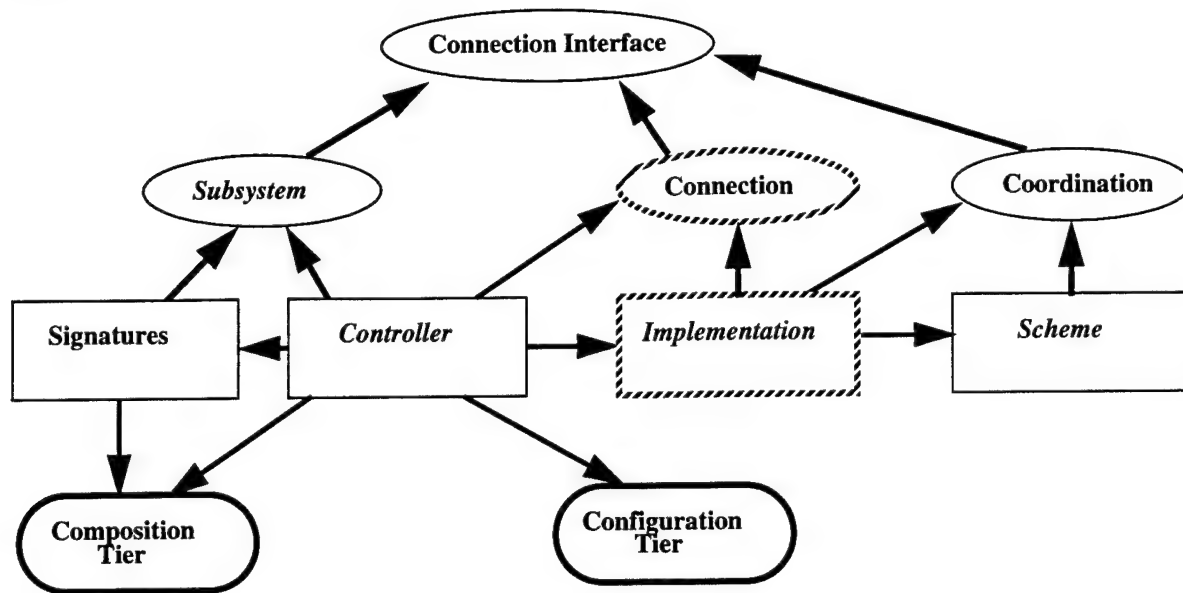 Connection Interface
Subsystem
Connection
Coordination
Signatures
Controller
Implementation
Scheme
Composition
Tier
Configuration
Tier